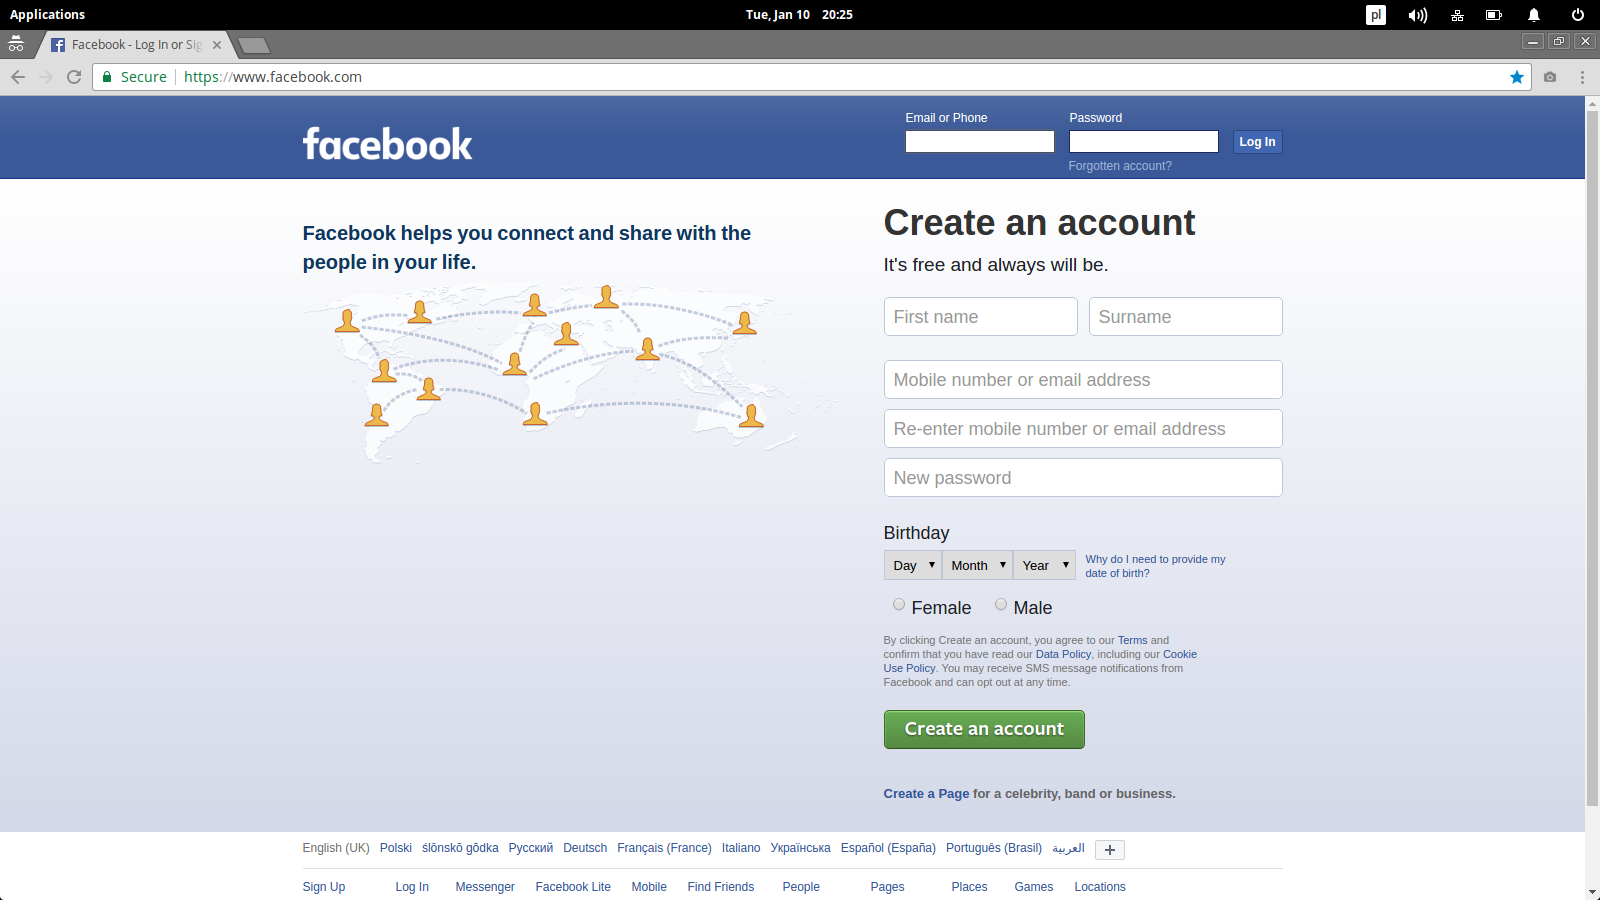 Applications
Tue, Jan 10 20:25
pl
Facebook - Log In or Sig
Secure https://www.facebook.com
facebook
Email or Phone
Password
Log In
Forgotten account?
Facebook helps you connect and share with the
people in your life.
Create an account
It's free and always will be.
First name
Surname
Mobile number or email address
Re-enter mobile number or email address
New password
Birthday
Day
Month
Year
Why do I need to provide my
date of birth?
Female
Male
By clicking Create an account, you agree to our Terms and
confirm that you have read our Data Policy, including our Cookie
Use Policy. You may receive SMS message notifications from
Facebook and can opt out at any time.
Create an account
Create a Page for a celebrity, band or business.
English (UK) Polski ślōnskŏ gŏdka Русский Deutsch Français (France) Italiano Українська Español (España) Português (Brasil) العربية
Sign Up Log In Messenger Facebook Lite Mobile Find Friends People Pages Places Games Locations